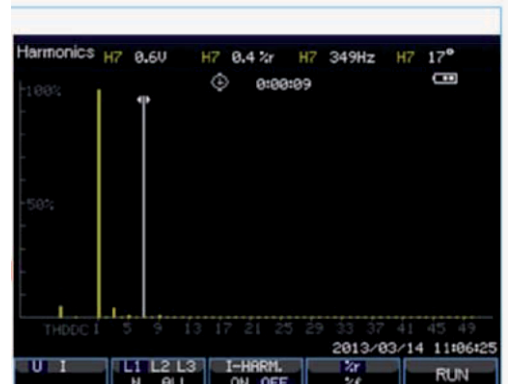 Harmonics H7 0.6V H7 0.4 %r H7 349Hz H7 17°
0:00:09
100%
50%
THDDC 1 5 9 13 17 21 25 29 33 37 41 45 49
2013/03/14 11:06:25
U I L1 L2 L3 I-HARM. %r RUN
N ALL ON OFF %f